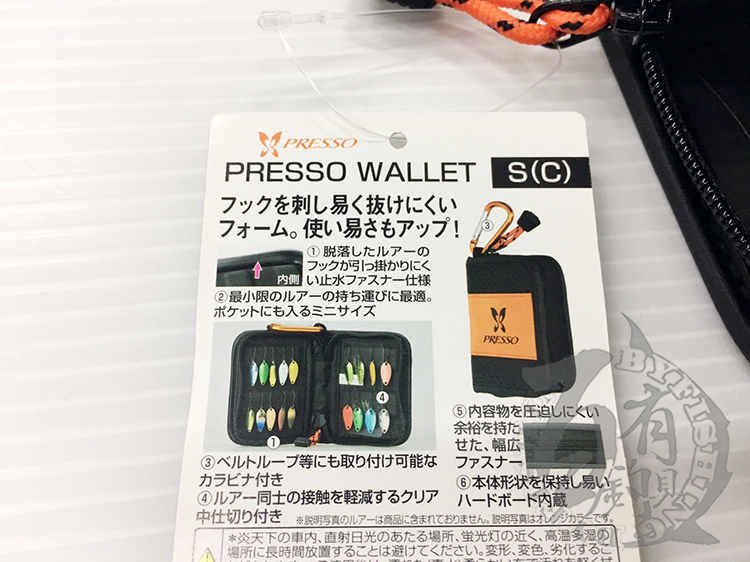 PRESSO
PRESSO WALLET S(C)
フックを刺し易く抜けにくい
フォーム。使い易さもアップ！
①脱落したルアーの
フックが引っ掛かりにく
い止水ファスナー仕様
内側
②最小限のルアーの持ち運びに最適。
ポケットにも入るミニサイズ
③
PRESSO
④
①
③ベルトループ等にも取り付け可能な
カラビナ付き
④ルアー同士の接触を軽減するクリア
中仕切り付き
⑤内容物を圧迫しにくい
余裕を持た
せた、幅広
ファスナー
⑥本体形状を保持し易い
ハードボード内蔵
※説明写真のルアーは商品に含まれておりません。説明写真はオレンジカラーです。
＊炎天下の車内、直射日光のあたる場所、蛍光灯の近く、高温多湿の
場所に長時間放置することは避けてください。変形、変色、劣化するこ
BYFISHING
有